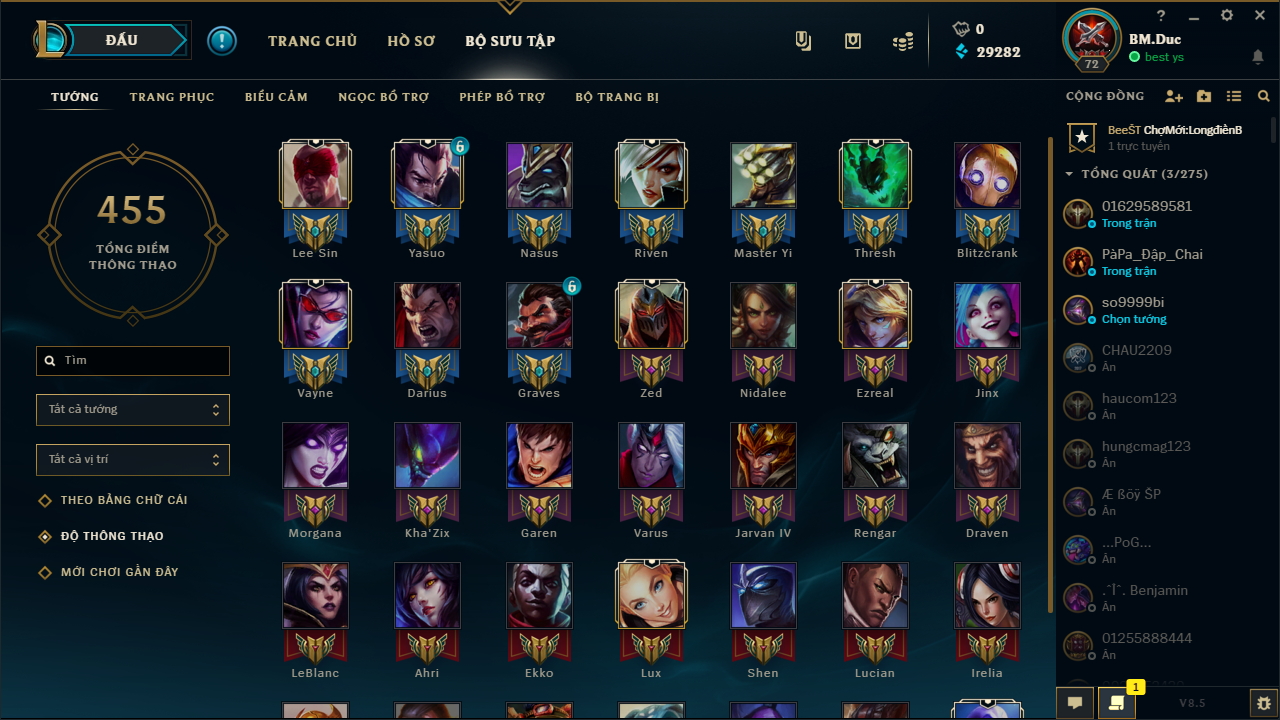 ĐẤU
!
TRANG CHỦ
HỒ SƠ
BỘ SƯU TẬP
0
29282
?
72
BM.Duc
best ys
TƯỚNG
TRANG PHỤC
BIỂU CẢM
NGỌC BỔ TRỢ
PHÉP BỔ TRỢ
BỘ TRANG BỊ
455
TỔNG ĐIỂM
THÔNG THẠO
Tìm
Tất cả tướng
Tất cả vị trí
THEO BẢNG CHỮ CÁI
ĐỘ THÔNG THẠO
MỚI CHƠI GẦN ĐÂY
6
Lee Sin
Yasuo
Nasus
Riven
Master Yi
Thresh
Blitzcrank
6
Vayne
Darius
Graves
Zed
Nidalee
Ezreal
Jinx
Morgana
Kha'Zix
Garen
Varus
Jarvan IV
Rengar
Draven
LeBlanc
Ahri
Ekko
Lux
Shen
Lucian
Irelia
CỘNG ĐỒNG
BeeŠT ChợMới:LongđiềnB
1 trực tuyến
TỔNG QUÁT (3/275)
01629589581
Trong trận
PàPa_Đập_Chai
Trong trận
so9999bi
Chọn tướng
CHAU2209
Ẩn
haucom123
Ẩn
hungcmag123
Ẩn
Æ ßöÿ ŠP
Ẩn
...PoG...
Ẩn
.ˆÎˆ. Benjamin
Ẩn
01255888444
Ẩn
1
V8.5